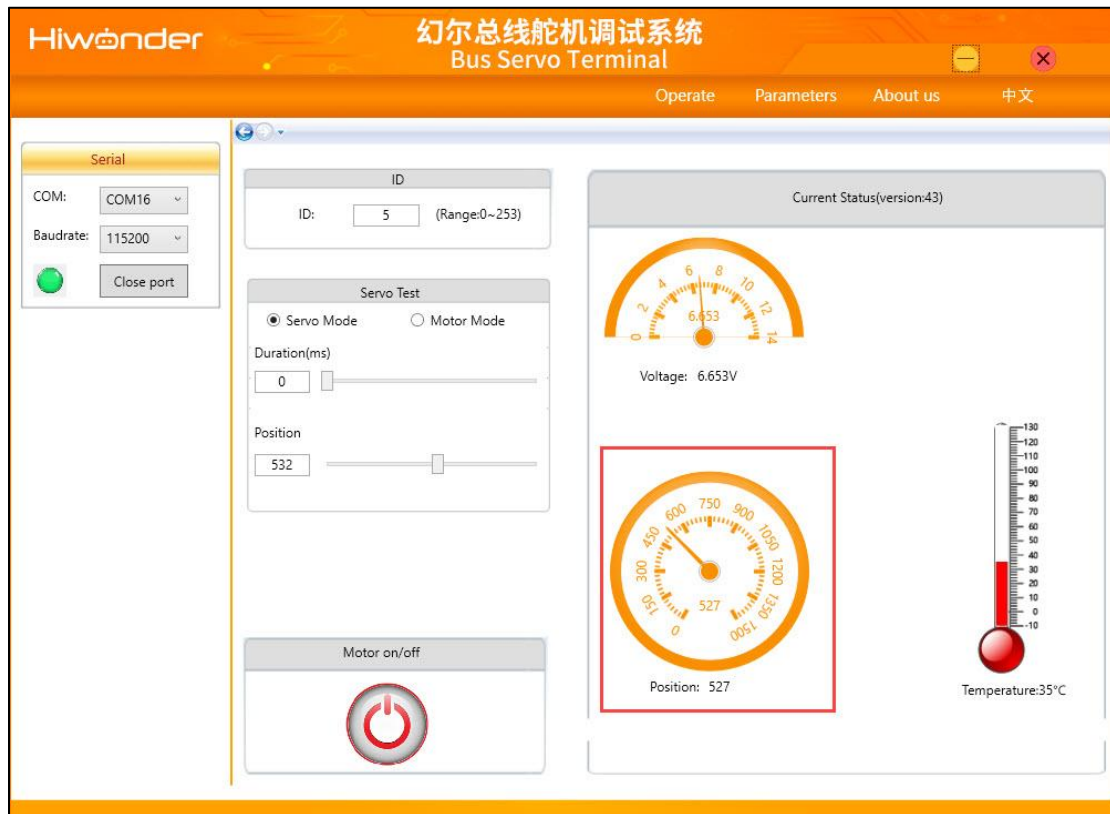 Hiwonder
幻尔总线舵机调试系统
Bus Servo Terminal
Operate Parameters About us 中文
Serial
COM: COM16
Baudrate: 115200
Close port
ID
ID: 5 (Range:0~253)
Servo Test
Servo Mode Motor Mode
Duration(ms)
0
Position
532
Motor on/off
Current Status(version:43)
0 2 4 6 8 10 12 14
6.653
Voltage: 6.653V
0 150 300 450 600 750 900 1050 1200 1350 1500
527
Position: 527
130
120
110
100
90
80
70
60
50
40
30
20
10
0
-10
Temperature:35°C